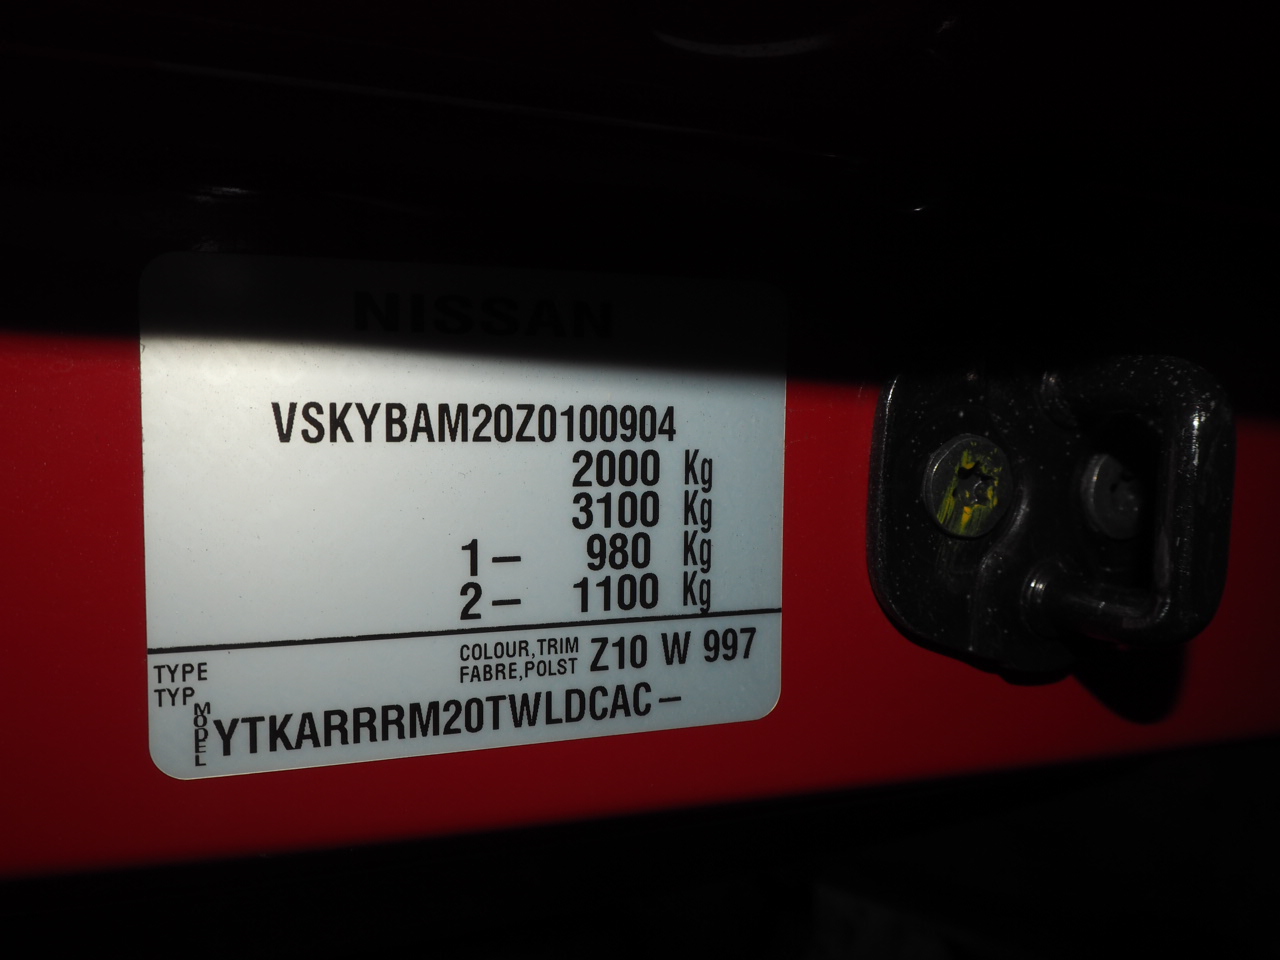 NISSAN
VSKYBAM20Z0100904
2000 Kg
3100 Kg
1– 980 Kg
2– 1100 Kg
TYPE
TYP
COLOUR,TRIM
FABRE,POLST
Z10 W 997
MODEL
YTKARRRRM20TWLDCAC–